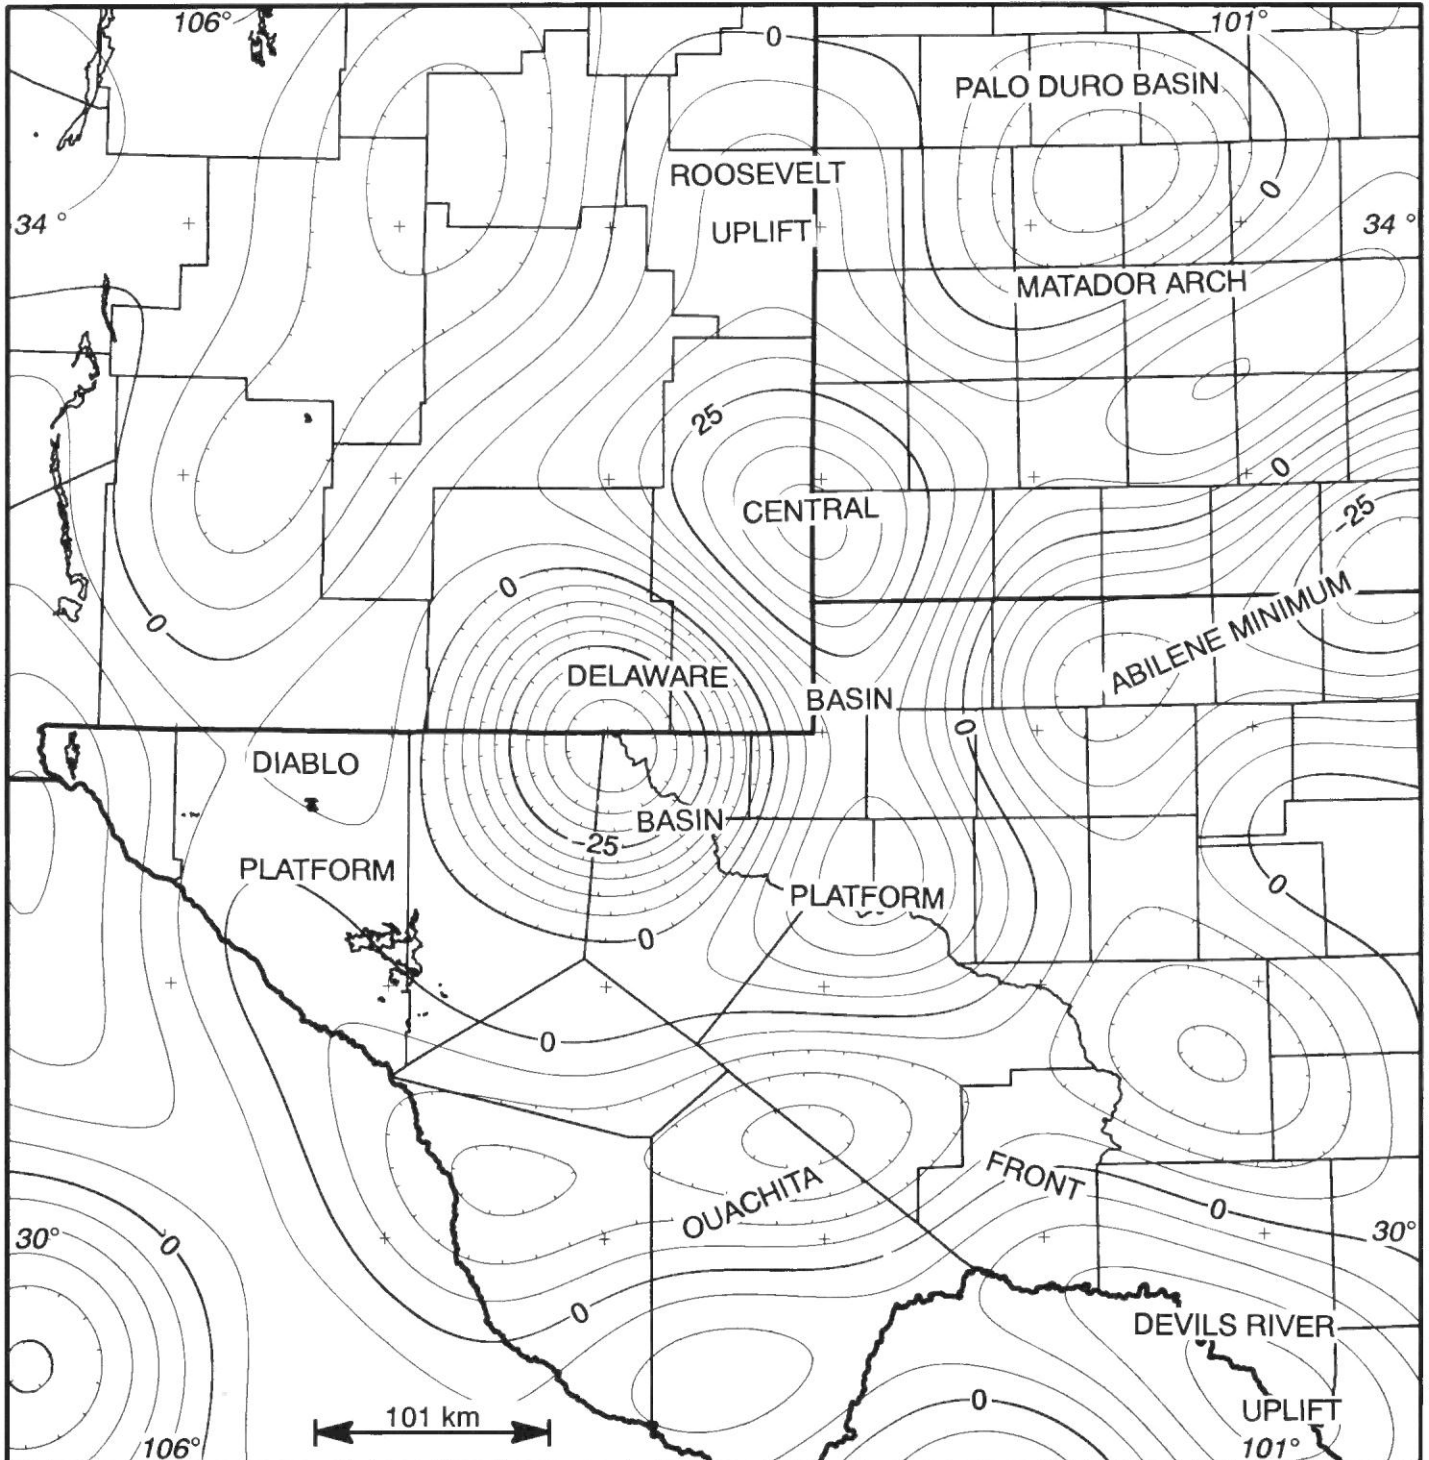 106°
0
101°
PALO DURO BASIN
ROOSEVELT
0
34 °
UPLIFT
34 °
MATADOR ARCH
25
0
CENTRAL
-25
0
0
ABILENE MINIMUM
DELAWARE
BASIN
0
DIABLO
BASIN
-25
PLATFORM
0
PLATFORM
0
0
FRONT
OUACHITA
0
30°
0
30°
0
DEVILS RIVER
0
UPLIFT
101 km
106°
101°